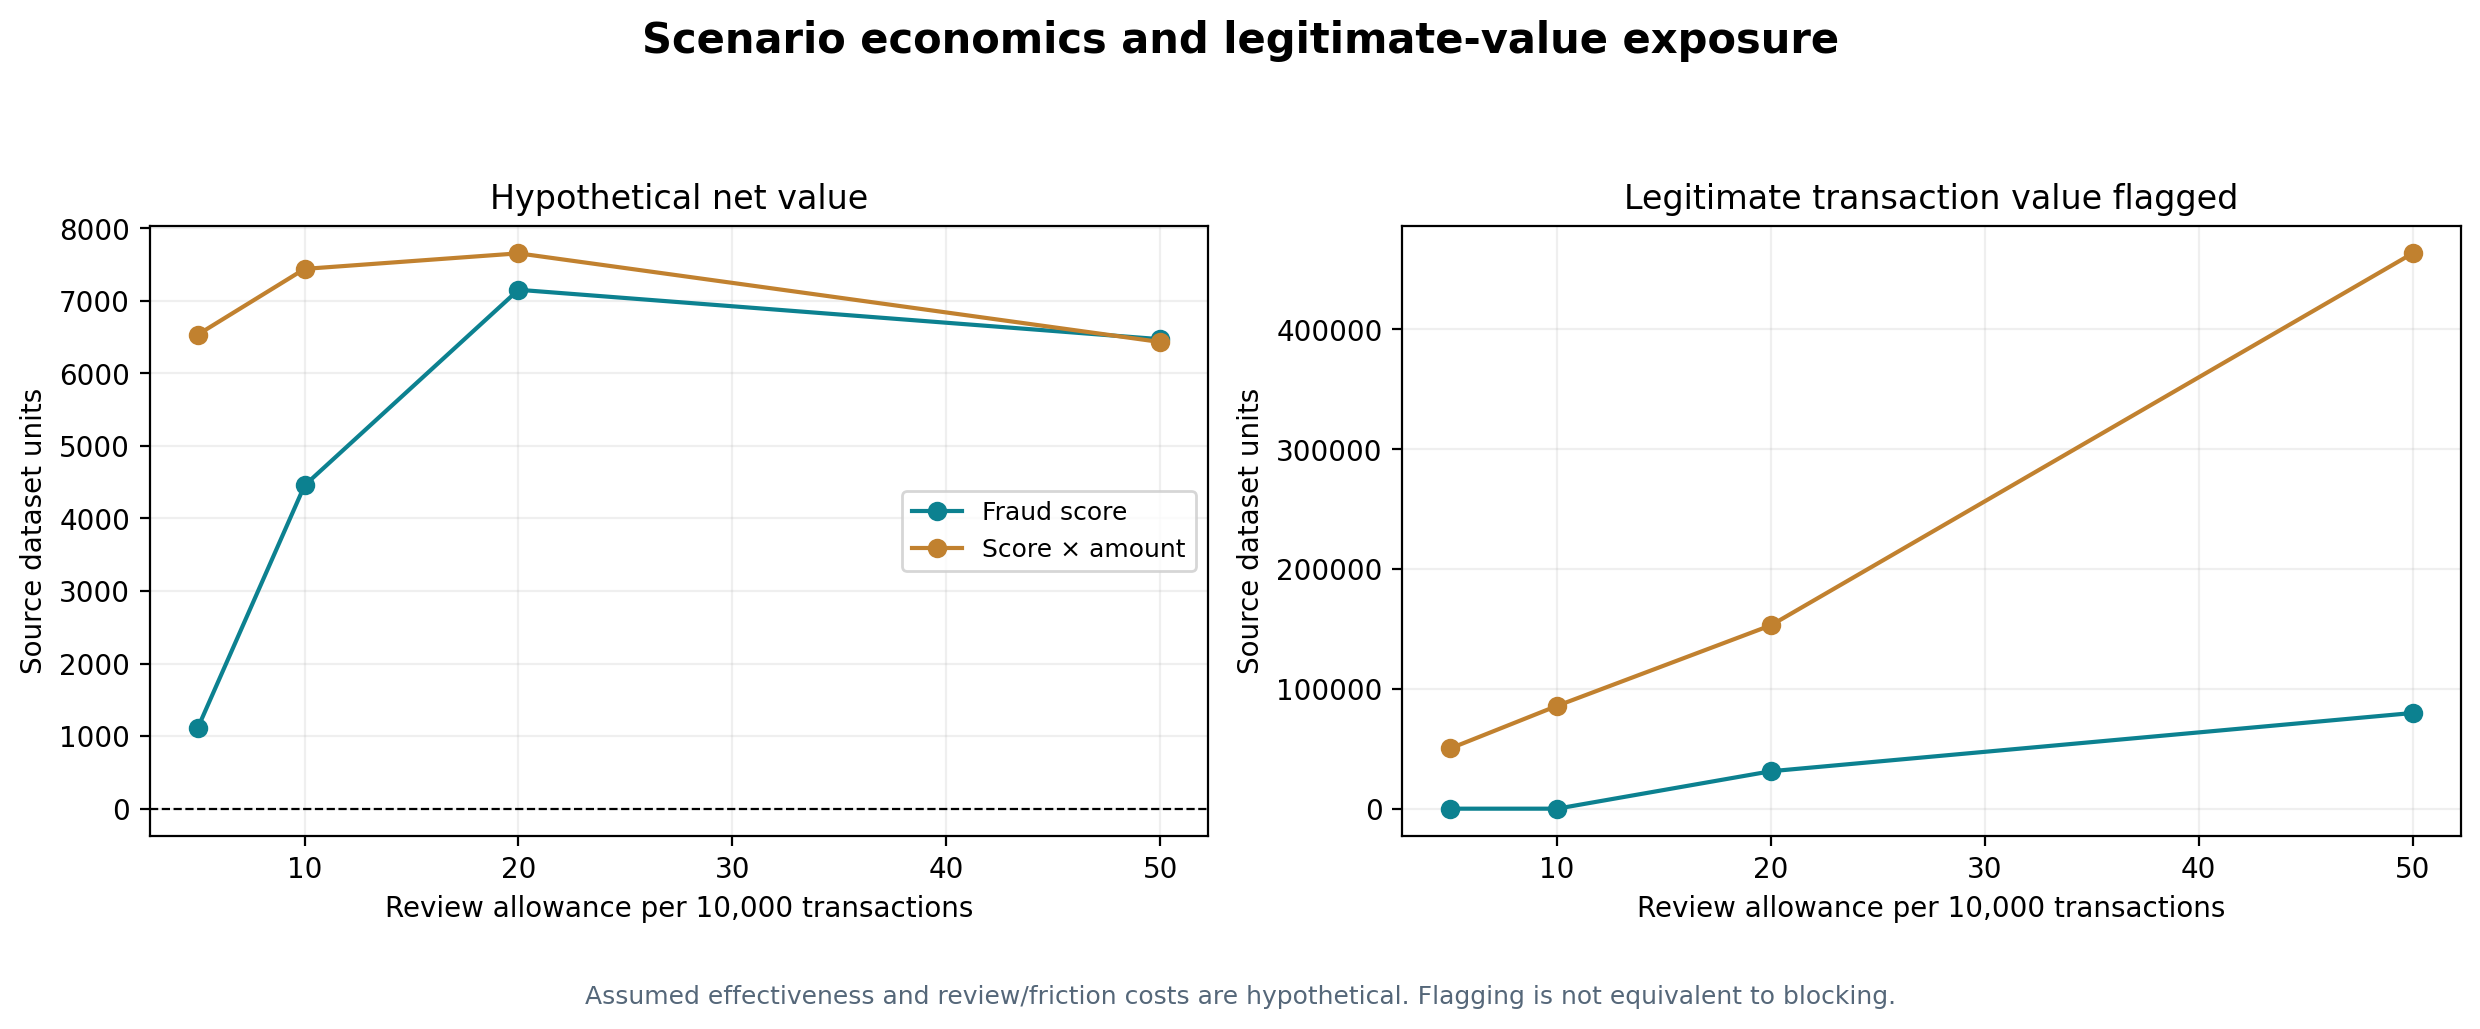 Scenario economics and legitimate-value exposure
Hypothetical net value
8000
7000
6000
5000
4000
3000
2000
1000
0
Source dataset units
10
20
30
40
50
Review allowance per 10,000 transactions
Fraud score
Score × amount
Legitimate transaction value flagged
400000
300000
200000
100000
0
Source dataset units
10
20
30
40
50
Review allowance per 10,000 transactions
Assumed effectiveness and review/friction costs are hypothetical. Flagging is not equivalent to blocking.